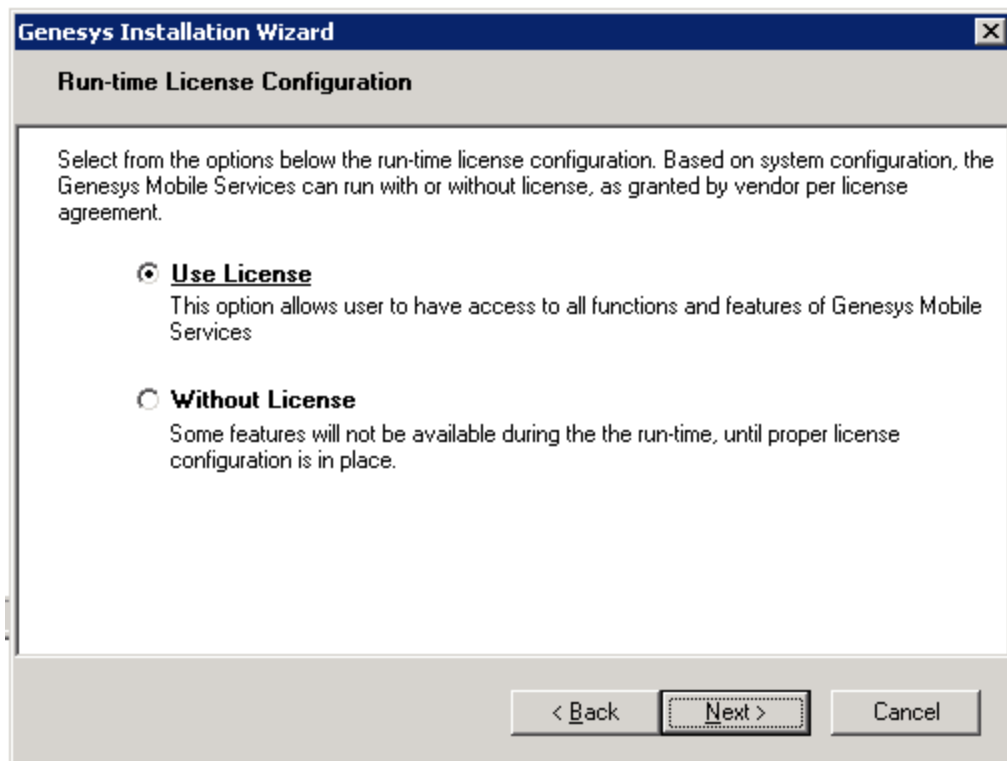 Genesys Installation Wizard
Run-time License Configuration
Select from the options below the run-time license configuration. Based on system configuration, the
Genesys Mobile Services can run with or without license, as granted by vendor per license
agreement.
Use License
This option allows user to have access to all functions and features of Genesys Mobile
Services
Without License
Some features will not be available during the the run-time, until proper license
configuration is in place.
< Back
Next >
Cancel